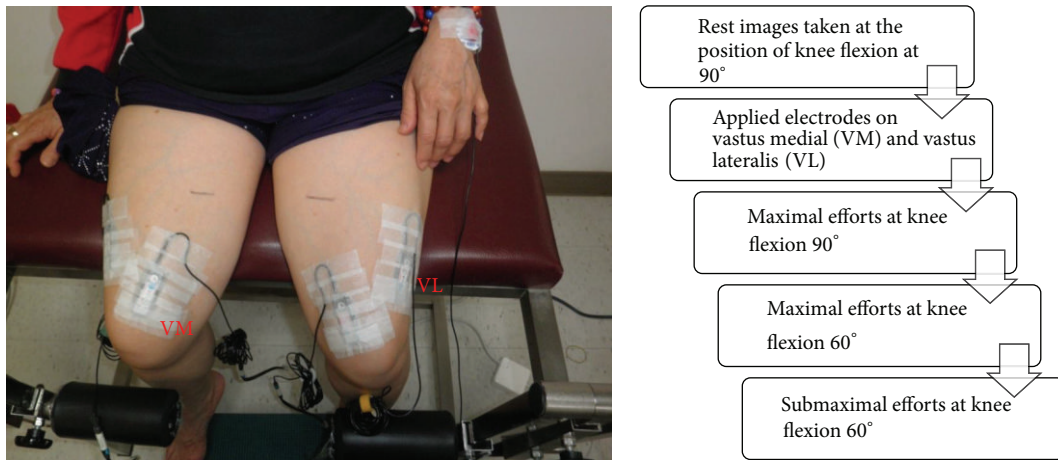 VM
VL
Rest images taken at the
position of knee flexion at
90°
Applied electrodes on
vastus medial (VM) and vastus
lateralis (VL)
Maximal efforts at knee
flexion 90°
Maximal efforts at knee
flexion 60°
Submaximal efforts at knee
flexion 60°